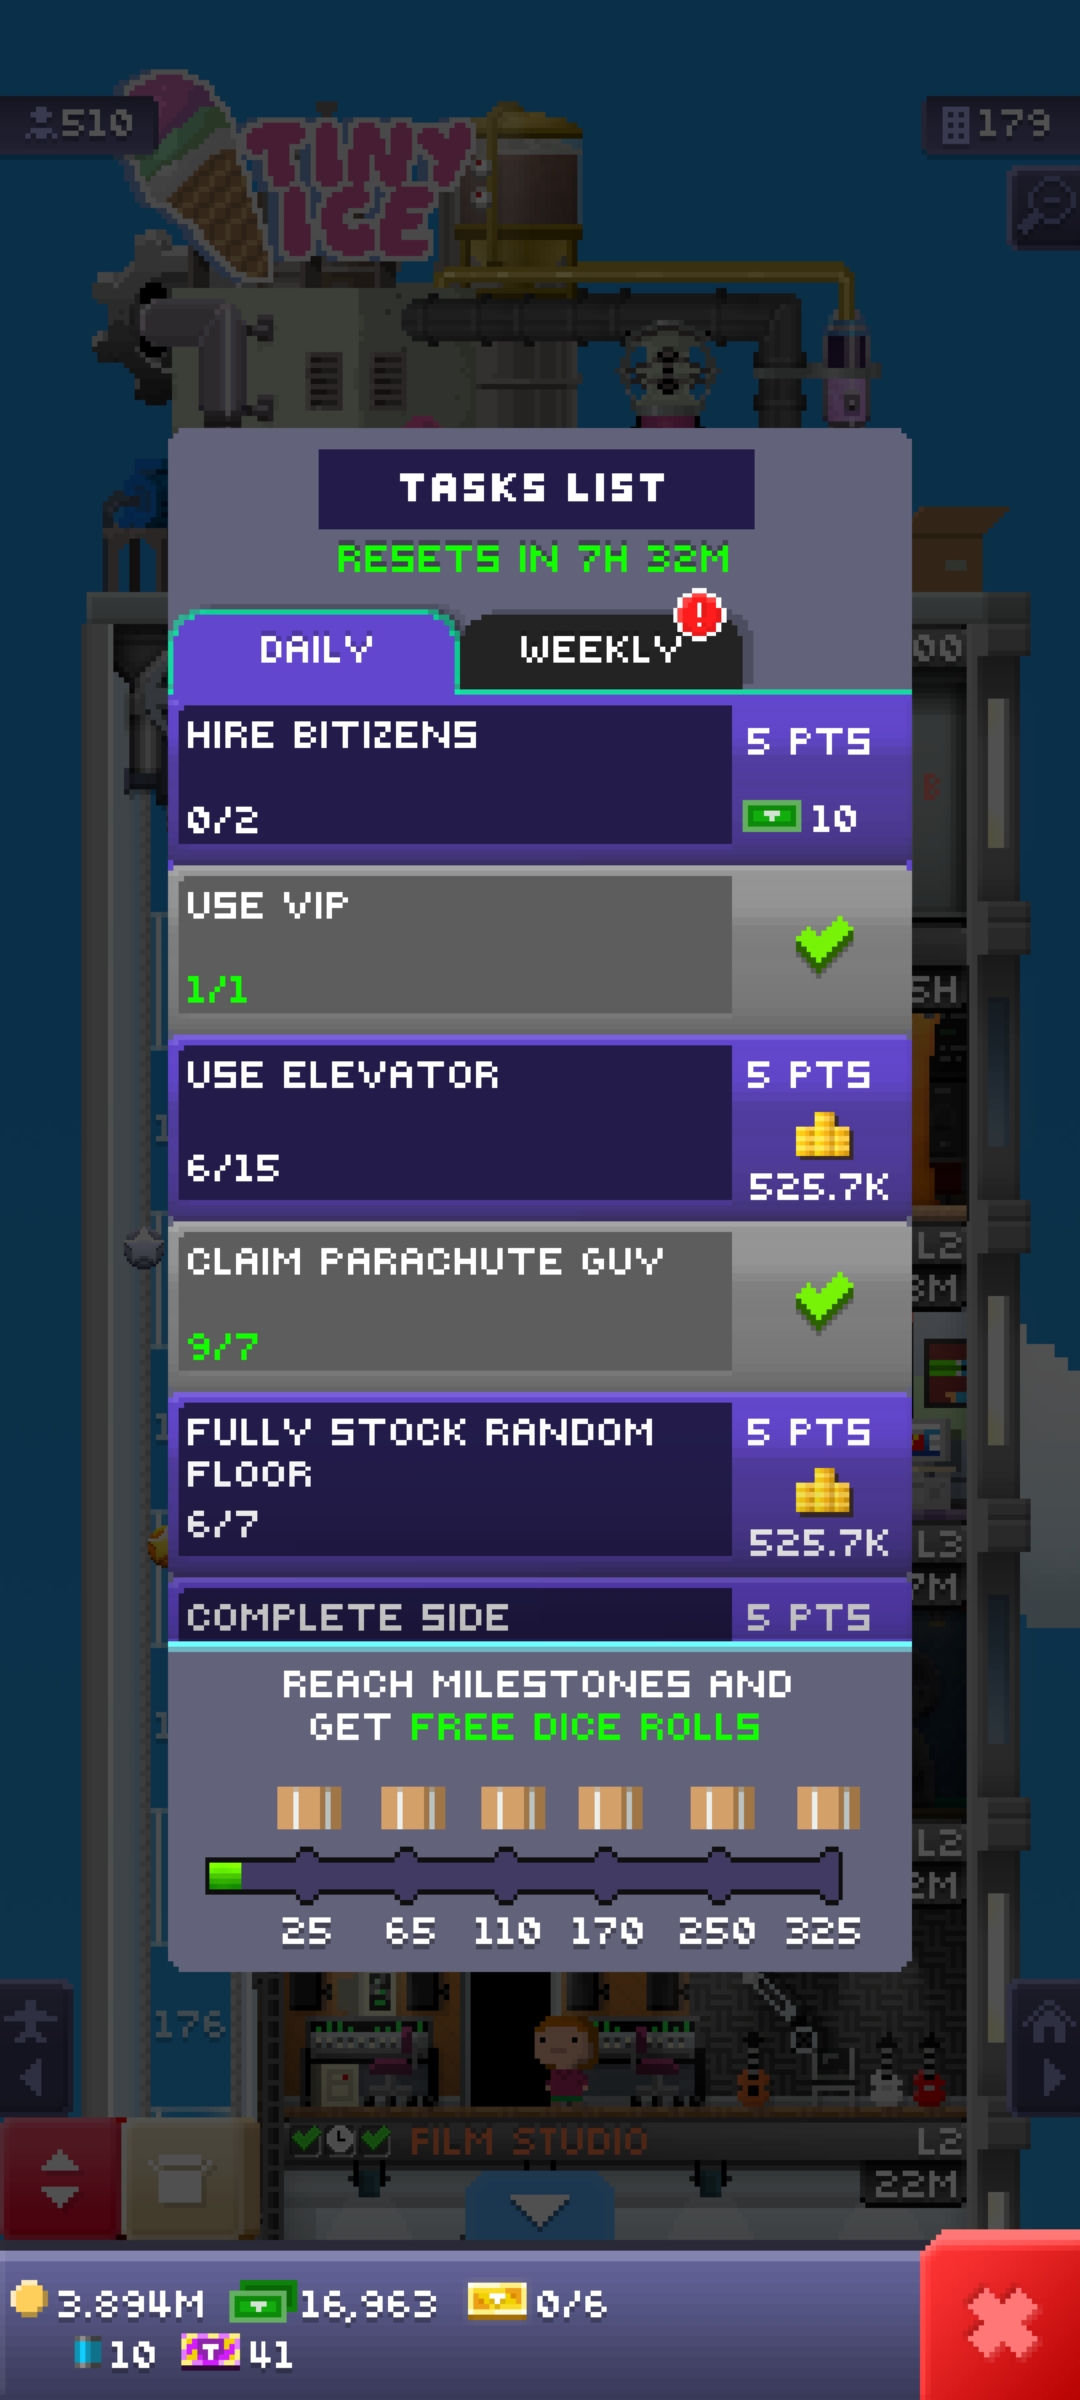 510
179
TINY
ICE
TASKS LIST
RESETS IN 7H 32M
DAILY
WEEKLY
HIRE BITIZENS
5 PTS
0/2
10
USE VIP
1/1
USE ELEVATOR
5 PTS
6/15
525.7K
CLAIM PARACHUTE GUY
9/7
FULLY STOCK RANDOM
FLOOR
5 PTS
6/7
525.7K
COMPLETE SIDE
5 PTS
REACH MILESTONES AND
GET FREE DICE ROLLS
25 65 110 170 250 325
176
FILM STUDIO
L2
22M
3.894M
16,963
0/6
10
41